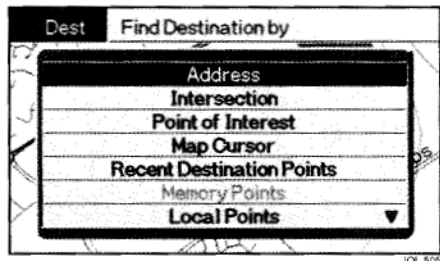 Dest Find Destination by
Address
Intersection
Point of Interest
Map Cursor
Recent Destination Points
Memory Points
Local Points